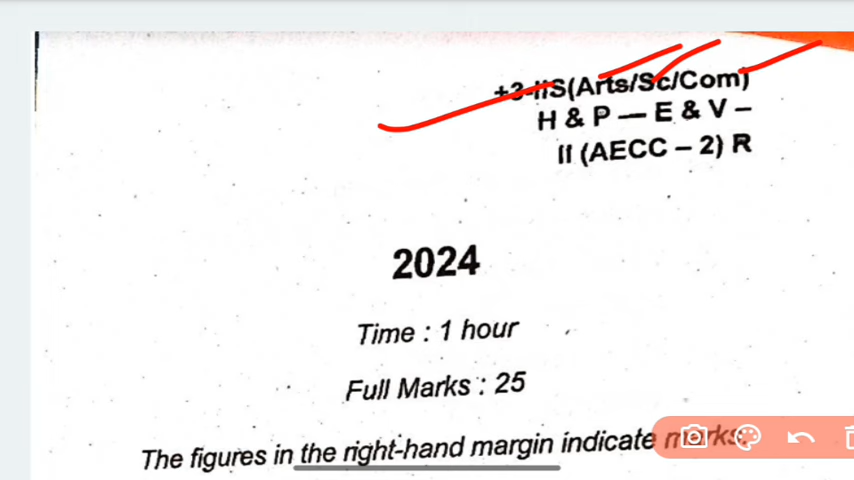 +3-IIS(Arts/Sc/Com)
H & P — E & V –
II (AECC – 2) R
2024
Time : 1 hour
Full Marks : 25
The figures in the right-hand margin indicate marks.